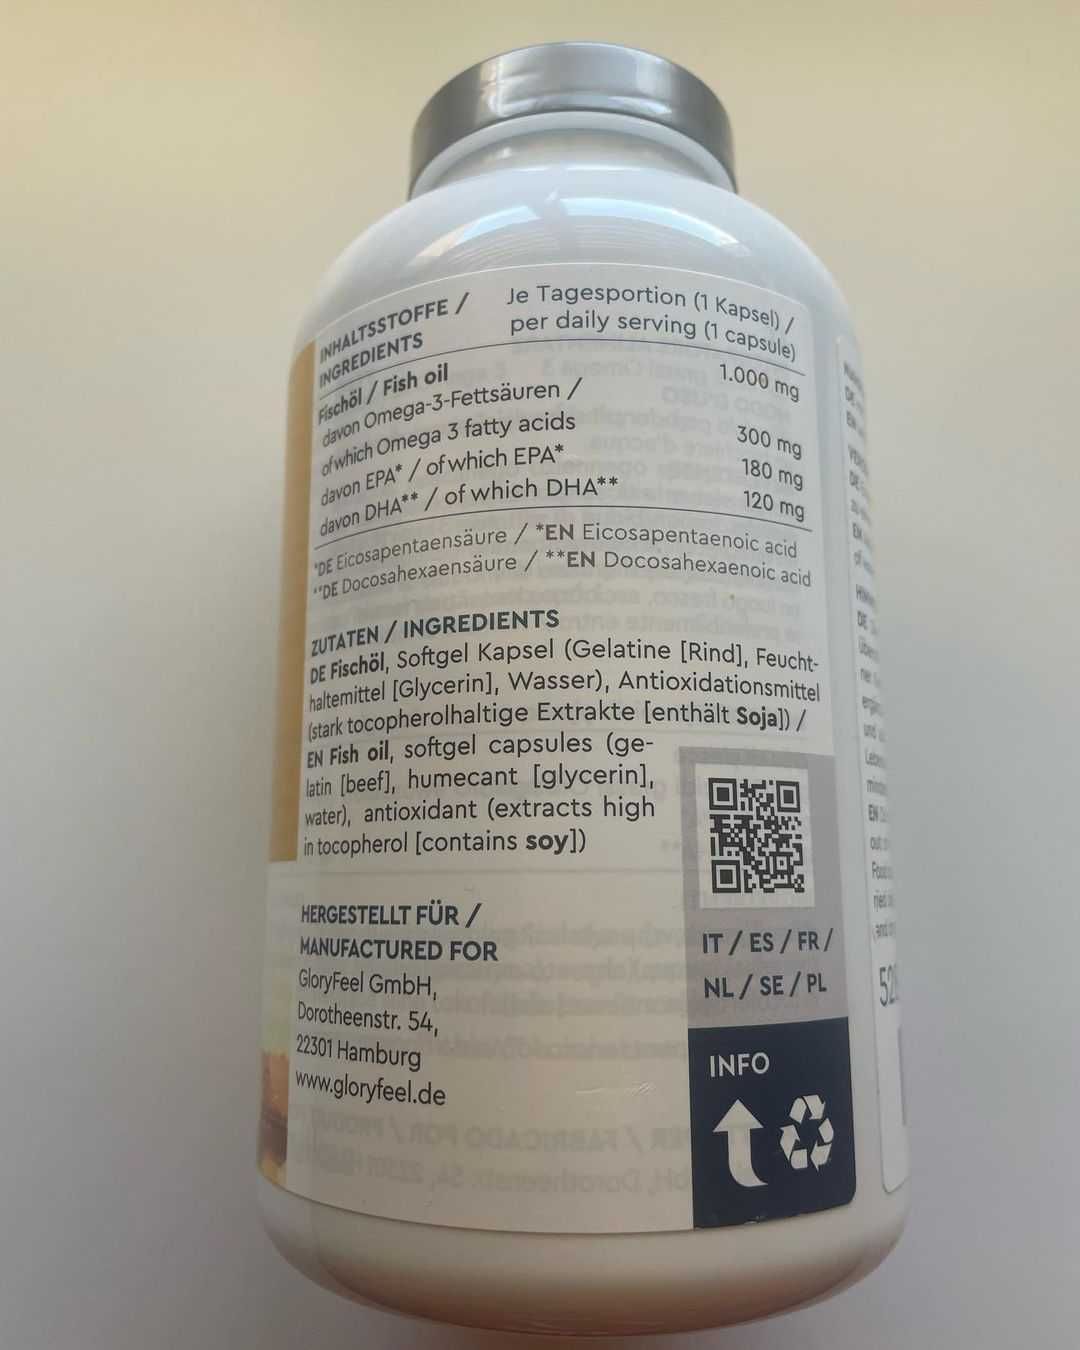 INHALTSSTOFFE /
INGREDIENTS
Je Tagesportion (1 Kapsel) /
per daily serving (1 capsule)
Fischöl / Fish oil 1.000 mg
davon Omega-3-Fettsäuren /
of which Omega 3 fatty acids 300 mg
davon EPA* / of which EPA* 180 mg
davon DHA** / of which DHA** 120 mg
*DE Eicosapentaensäure / *EN Eicosapentaenoic acid
**DE Docosahexaensäure / **EN Docosahexaenoic acid
ZUTATEN / INGREDIENTS
DE Fischöl, Softgel Kapsel (Gelatine [Rind], Feucht-
haltemittel [Glycerin], Wasser), Antioxidationsmittel
(stark tocopherolhaltige Extrakte [enthält Soja]) /
EN Fish oil, softgel capsules (ge-
latin [beef], humecant [glycerin],
water), antioxidant (extracts high
in tocopherol [contains soy])
HERGESTELLT FÜR /
MANUFACTURED FOR
GloryFeel GmbH,
Dorotheenstr. 54,
22301 Hamburg
www.gloryfeel.de
IT / ES / FR /
NL / SE / PL
INFO